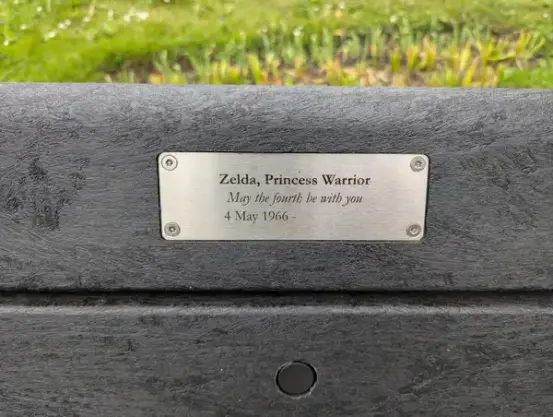 Zelda, Princess Warrior
May the fourth be with you
4 May 1966 -